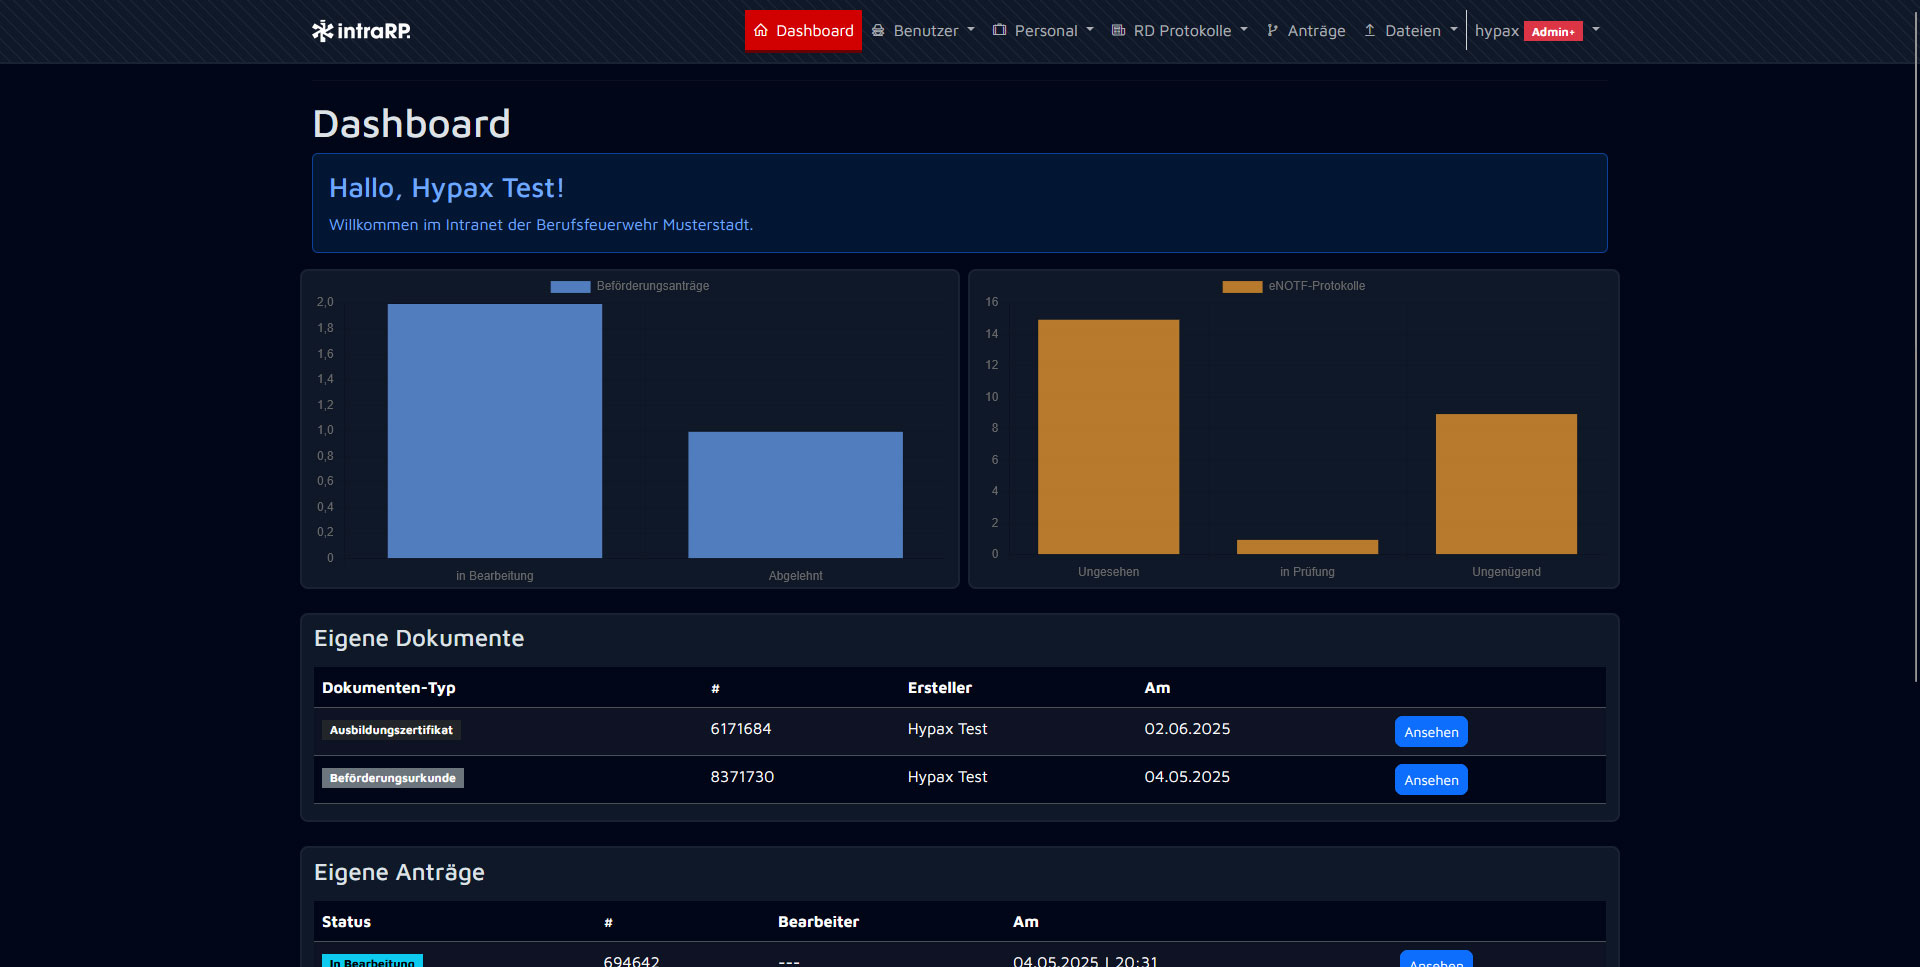 intraRP.
Dashboard Benutzer Personal RD Protokolle Anträge Dateien hypax Admin+
Dashboard
Hallo, Hypax Test!
Willkommen im Intranet der Berufsfeuerwehr Musterstadt.
Beförderungsanträge
2,0
1,8
1,6
1,4
1,2
1,0
0,8
0,6
0,4
0,2
0
in Bearbeitung Abgelehnt
eNOTF-Protokolle
16
14
12
10
8
6
4
2
0
Ungesehen in Prüfung Ungenügend
Eigene Dokumente
Dokumenten-Typ # Ersteller Am
Ausbildungszertifikat 6171684 Hypax Test 02.06.2025 Ansehen
Beförderungsurkunde 8371730 Hypax Test 04.05.2025 Ansehen
Eigene Anträge
Status # Bearbeiter Am
In Bearbeitung 694642 --- 04.05.2025 | 20:31 Ansehen